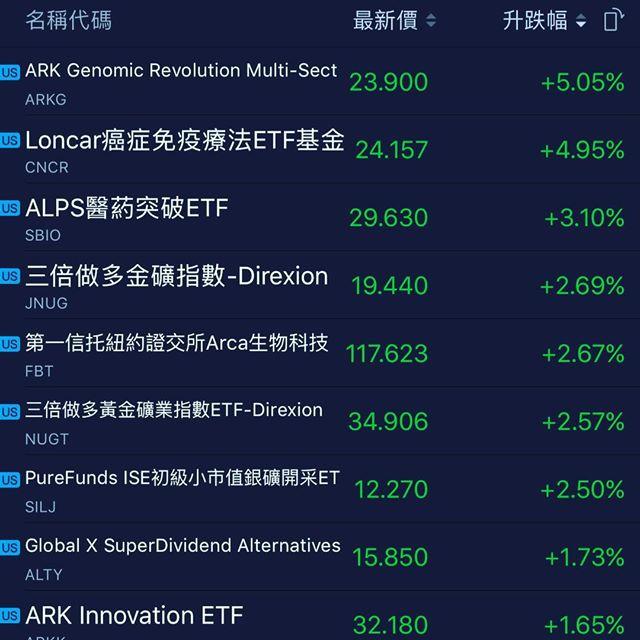 名稱代碼 最新價 升跌幅
US ARK Genomic Revolution Multi-Sect 23.900 +5.05%
ARKG
US Loncar癌症免疫療法ETF基金 24.157 +4.95%
CNCR
US ALPS醫葯突破ETF 29.630 +3.10%
SBIO
US 三倍做多金礦指數-Direxion 19.440 +2.69%
JNUG
US 第一信托紐約證交所Arca生物科技 117.623 +2.67%
FBT
US 三倍做多黃金礦業指數ETF-Direxion 34.906 +2.57%
NUGT
US PureFunds ISE初級小市值銀礦開采ET 12.270 +2.50%
SILJ
US Global X SuperDividend Alternatives 15.850 +1.73%
ALTY
US ARK Innovation ETF 32.180 +1.65%